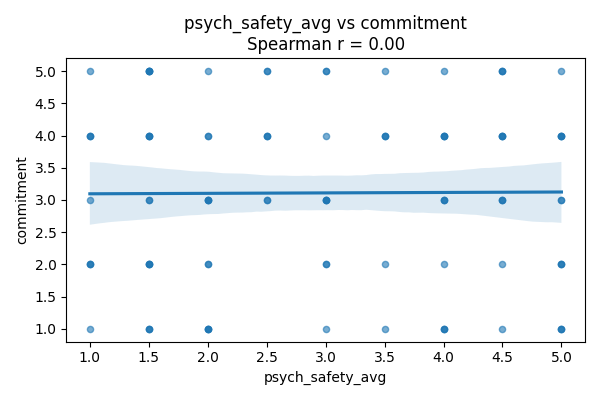 psych_safety_avg vs commitment
Spearman r = 0.00
5.0
4.5
4.0
3.5
3.0
2.5
2.0
1.5
1.0
commitment
1.0 1.5 2.0 2.5 3.0 3.5 4.0 4.5 5.0
psych_safety_avg